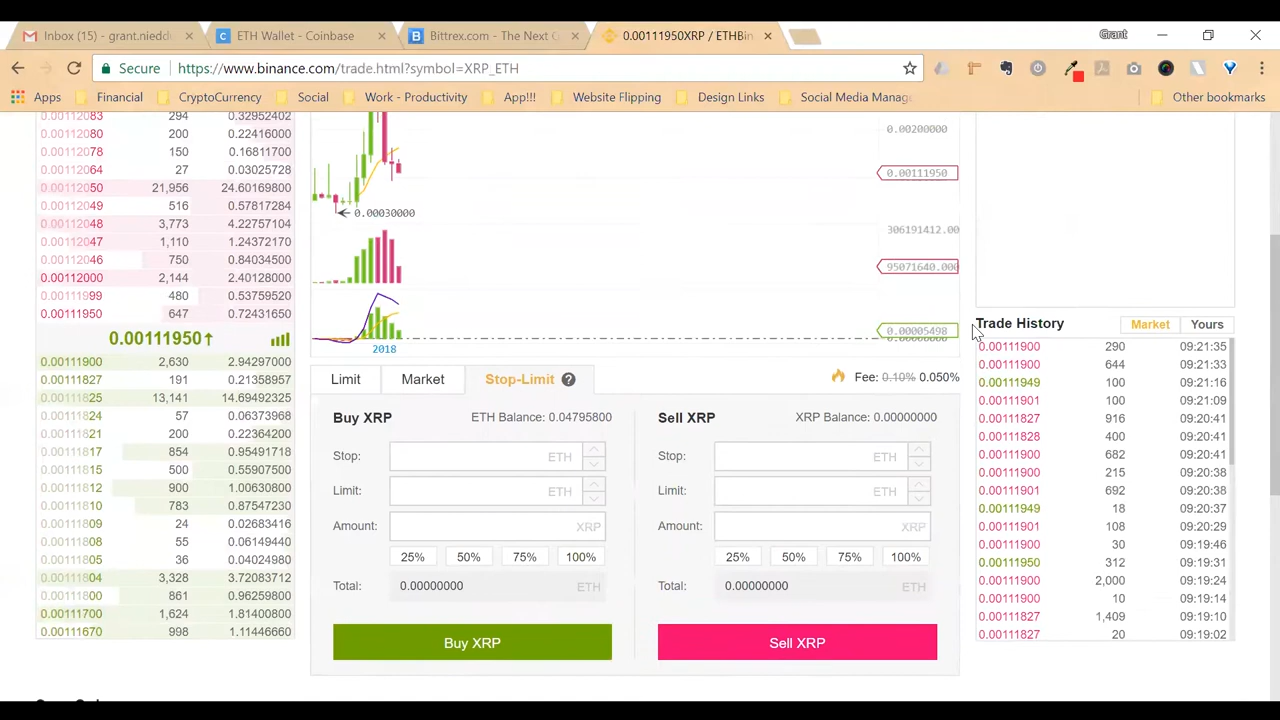 Inbox (15) - grant.niedd
ETH Wallet - Coinbase
Bittrex.com - The Next G
0.00111950XRP / ETHBin
Grant
Secure
https://www.binance.com/trade.html?symbol=XRP_ETH
Apps
Financial
CryptoCurrency
Social
Work - Productivity
App!!!
Website Flipping
Design Links
Social Media Manag
Other bookmarks
0.00112083 294 0.32952402
0.00112080 200 0.22416000
0.00112078 150 0.16811700
0.00112064 27 0.03025728
0.00112050 21,956 24.60169800
0.00112049 516 0.57817284
0.00112048 3,773 4.22757104
0.00112047 1,110 1.24372170
0.00112046 750 0.84034500
0.00112000 2,144 2.40128000
0.00111999 480 0.53759520
0.00111950 647 0.72431650
0.00111950↑
0.00111900 2,630 2.94297000
0.00111827 191 0.21358957
0.00111825 13,141 14.69492325
0.00111824 57 0.06373968
0.00111821 200 0.22364200
0.00111817 854 0.95491718
0.00111815 500 0.55907500
0.00111812 900 1.00630800
0.00111810 783 0.87547230
0.00111809 24 0.02683416
0.00111808 55 0.06149440
0.00111805 36 0.04024980
0.00111804 3,328 3.72083712
0.00111800 861 0.96259800
0.00111700 1,624 1.81400800
0.00111670 998 1.11446660
0.00200000
0.00111950
0.00030000
306191412.00
95071640.000
0.00005498
2018
Limit
Market
Stop-Limit ?
Fee: 0.10% 0.050%
Buy XRP
ETH Balance: 0.04795800
Stop: ETH
Limit: ETH
Amount: XRP
25% 50% 75% 100%
Total: 0.00000000 ETH
Buy XRP
Sell XRP
XRP Balance: 0.00000000
Stop: ETH
Limit: ETH
Amount: XRP
25% 50% 75% 100%
Total: 0.00000000 ETH
Sell XRP
Trade History
Market
Yours
0.00111900 290 09:21:35
0.00111900 644 09:21:33
0.00111949 100 09:21:16
0.00111901 100 09:21:09
0.00111827 916 09:20:41
0.00111828 400 09:20:41
0.00111900 682 09:20:41
0.00111900 215 09:20:38
0.00111901 692 09:20:38
0.00111949 18 09:20:37
0.00111901 108 09:20:29
0.00111900 30 09:19:46
0.00111950 312 09:19:31
0.00111900 2,000 09:19:24
0.00111900 10 09:19:14
0.00111827 1,409 09:19:10
0.00111827 20 09:19:02